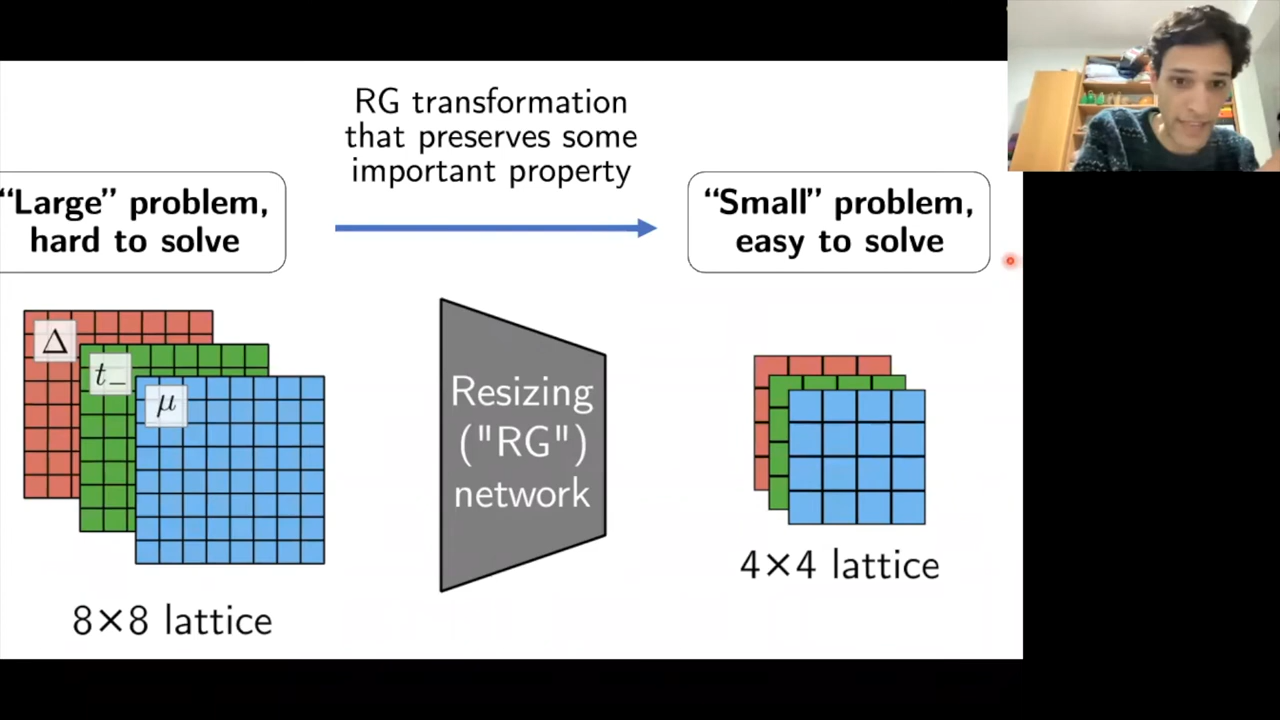 RG transformation
that preserves some
important property
“Large” problem,
hard to solve
“Small” problem,
easy to solve
Δ
t_
μ
Resizing
("RG")
network
4×4 lattice
8×8 lattice